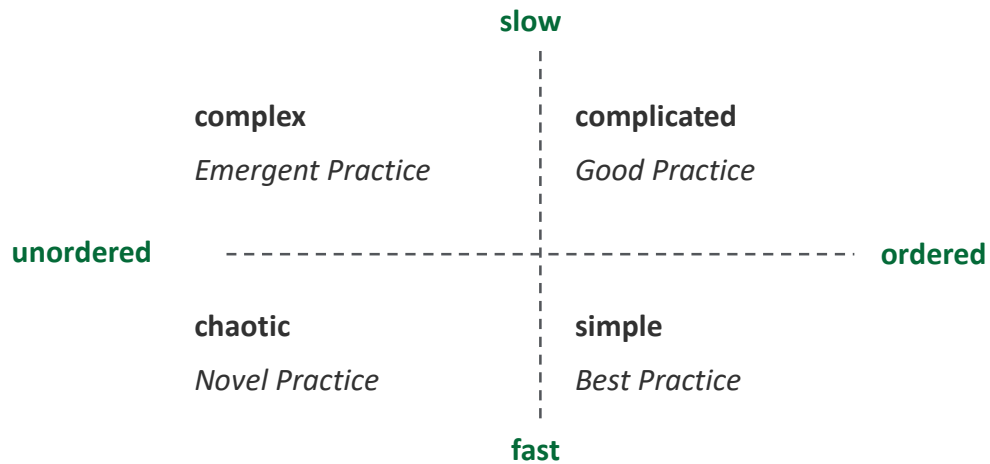 slow
complex
complicated
Emergent Practice
Good Practice
unordered
ordered
chaotic
simple
Novel Practice
Best Practice
fast